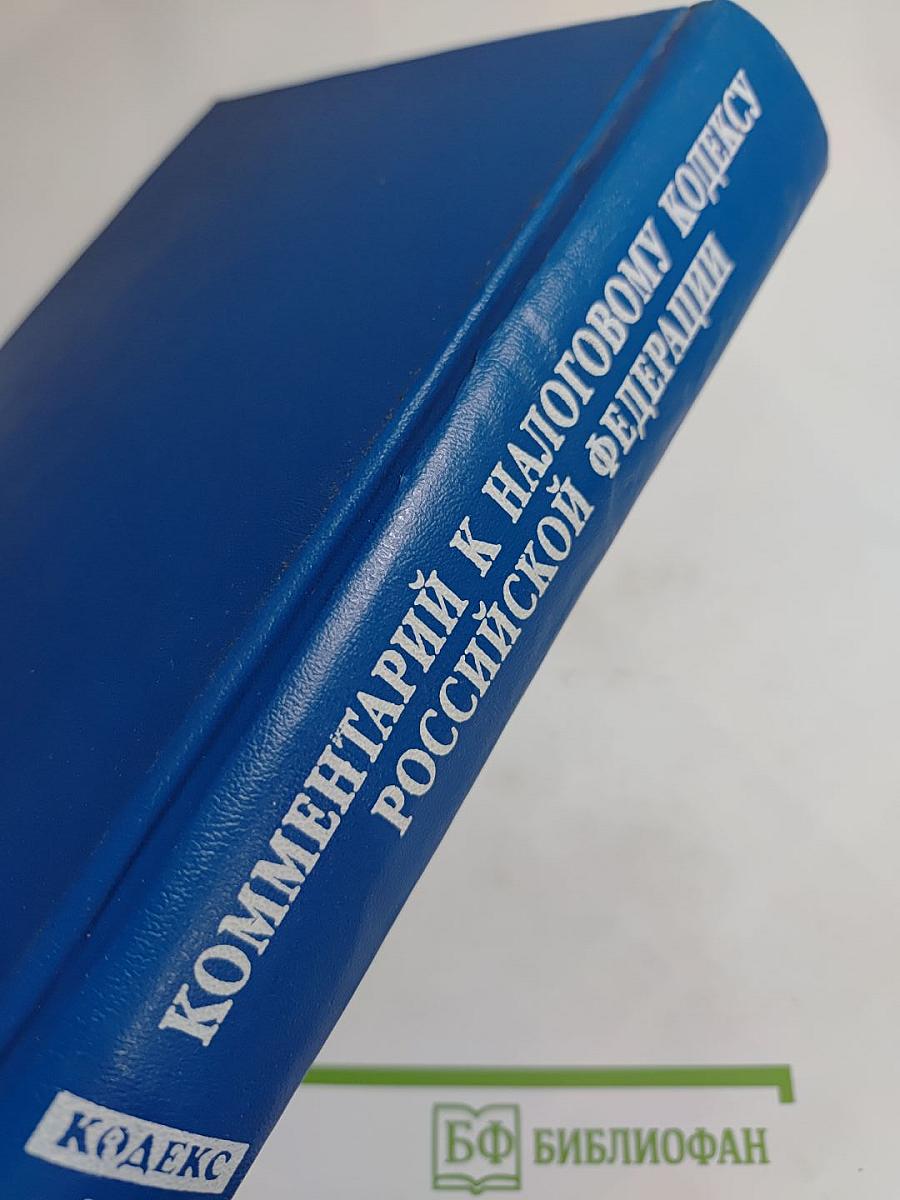 КОММЕНТАРИЙ К НАЛОГОВОМУ КОДЕКСУ
РОССИЙСКОЙ ФЕДЕРАЦИИ
КОДЕКС
БФ БИБЛИОФАН